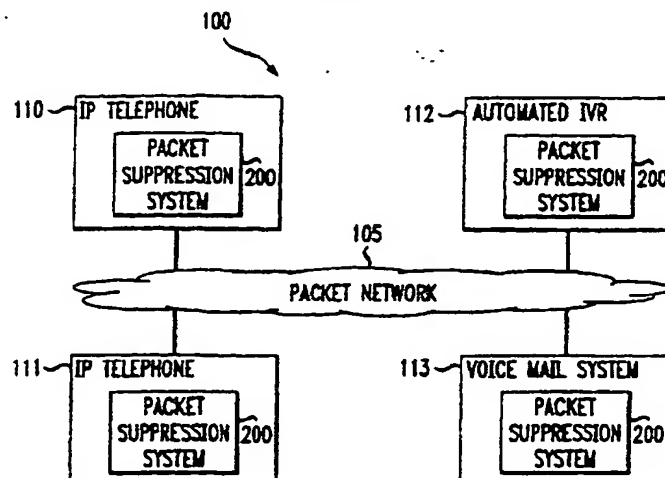 100
110 IP TELEPHONE
PACKET
SUPPRESSION
SYSTEM
200
112 AUTOMATED IVR
PACKET
SUPPRESSION
SYSTEM
200
105
PACKET NETWORK
111 IP TELEPHONE
PACKET
SUPPRESSION
SYSTEM
200
113 VOICE MAIL SYSTEM
PACKET
SUPPRESSION
SYSTEM
200